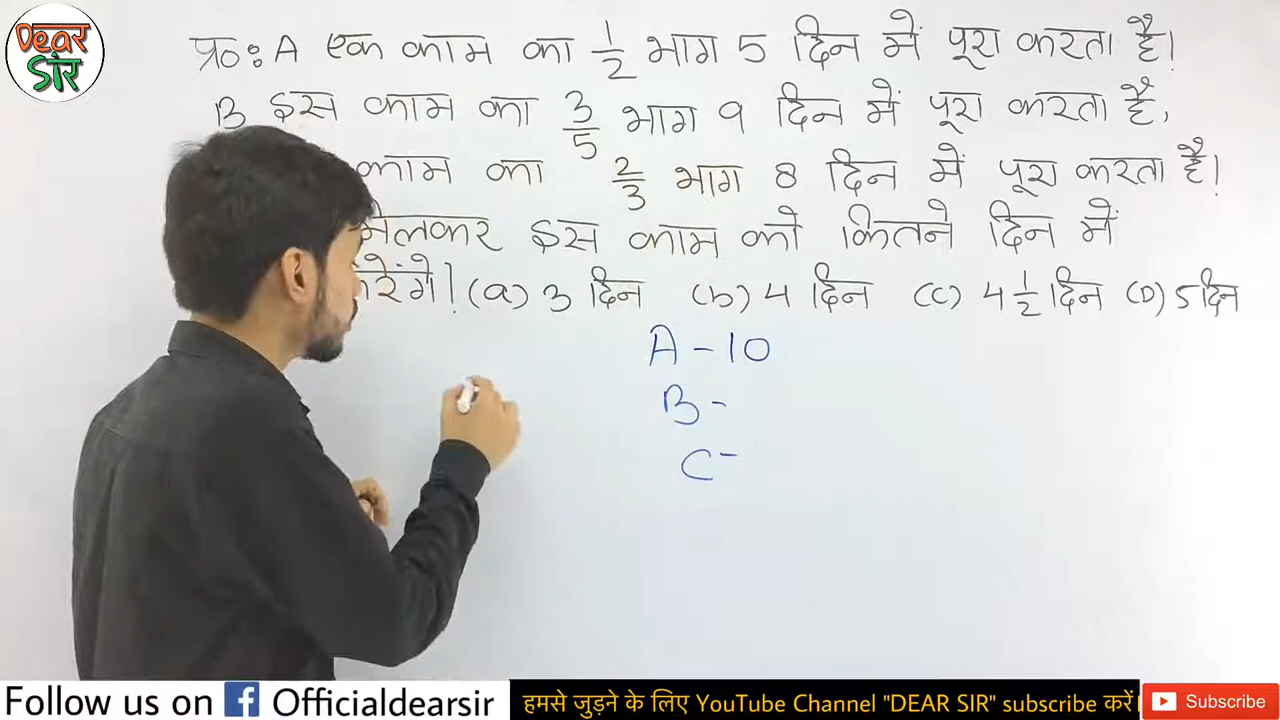 Dear
Sir
प्र०: A एक काम का 1/2 भाग 5 दिन में पूरा करता है।
B इस काम का 3/5 भाग 9 दिन में पूरा करता है,
काम का 2/3 भाग 8 दिन में पूरा करता है।
मिलकर इस काम को कितने दिन में
करेंगे। (a) 3 दिन (b) 4 दिन (c) 4 1/2 दिन (D) 5 दिन
A - 10
B -
C -
Follow us on f Officialdearsir
हमसे जुड़ने के लिए YouTube Channel "DEAR SIR" subscribe करें।
Subscribe